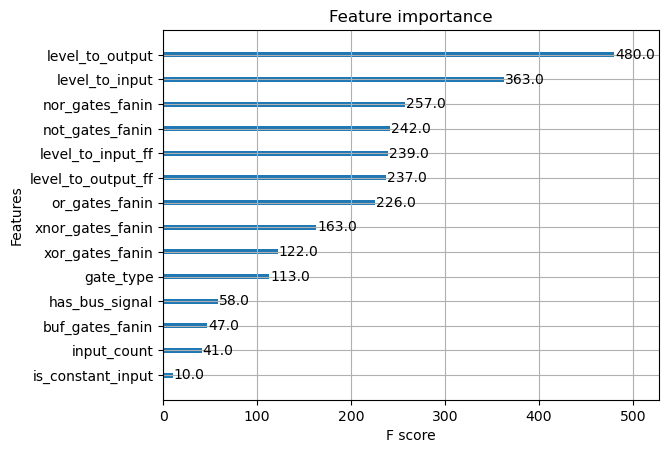 Feature importance
level_to_output 480.0
level_to_input 363.0
nor_gates_fanin 257.0
not_gates_fanin 242.0
level_to_input_ff 239.0
level_to_output_ff 237.0
or_gates_fanin 226.0
xnor_gates_fanin 163.0
xor_gates_fanin 122.0
gate_type 113.0
has_bus_signal 58.0
buf_gates_fanin 47.0
input_count 41.0
is_constant_input 10.0
0 100 200 300 400 500
F score
Features